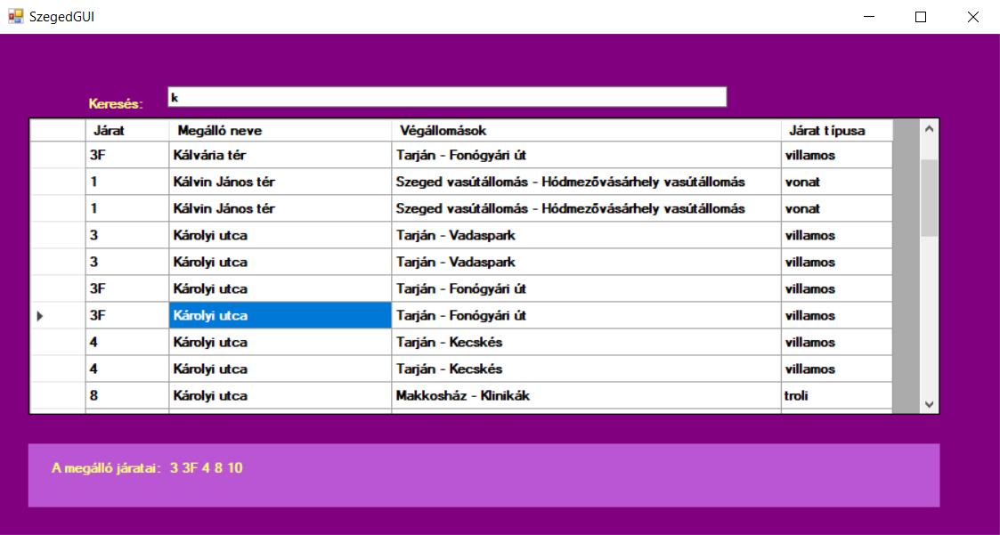 SzegedGUI
Keresés: k
Járat Megálló neve Végállomások Járat típusa
3F Kálvária tér Tarján - Fonógyári út villamos
1 Kálvin János tér Szeged vasútállomás - Hódmezővásárhely vasútállomás vonat
1 Kálvin János tér Szeged vasútállomás - Hódmezővásárhely vasútállomás vonat
3 Károlyi utca Tarján - Vadaspark villamos
3 Károlyi utca Tarján - Vadaspark villamos
3F Károlyi utca Tarján - Fonógyári út villamos
3F Károlyi utca Tarján - Fonógyári út villamos
4 Károlyi utca Tarján - Kecskés villamos
4 Károlyi utca Tarján - Kecskés villamos
8 Károlyi utca Makkosház - Klinikák troli
A megálló járatai: 3 3F 4 8 10